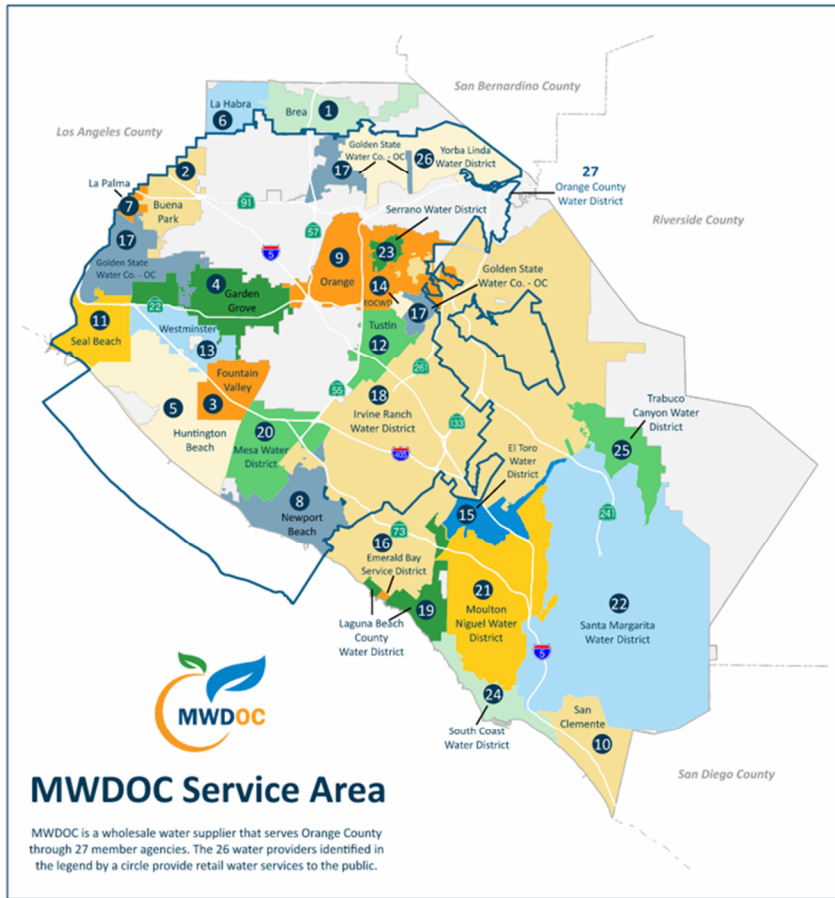 San Bernardino County
La Habra
6
Brea
1
Los Angeles County
Golden State
Water Co. - OC
17
26
Yorba Linda
Water District
27
Orange County
Water District
2
La Palma
7
Buena
Park
91
57
Serrano Water District
Riverside County
17
Golden State
Water Co. - OC
5
9
Orange
23
14
EOCWD
Golden State
Water Co. - OC
17
4
Garden
Grove
22
11
Seal Beach
Westminster
13
Tustin
12
261
Fountain
Valley
3
55
18
Irvine Ranch
Water District
133
Trabuco
Canyon Water
District
25
5
Huntington
Beach
20
Mesa Water
District
405
El Toro
Water
District
15
241
8
Newport
Beach
16
73
Emerald Bay
Service District
21
Moulton
Niguel Water
District
22
Santa Margarita
Water District
19
Laguna Beach
County
Water District
5
24
South Coast
Water District
San
Clemente
10
San Diego County
MWDOC
MWDOC Service Area
MWDOC is a wholesale water supplier that serves Orange County
through 27 member agencies. The 26 water providers identified in
the legend by a circle provide retail water services to the public.